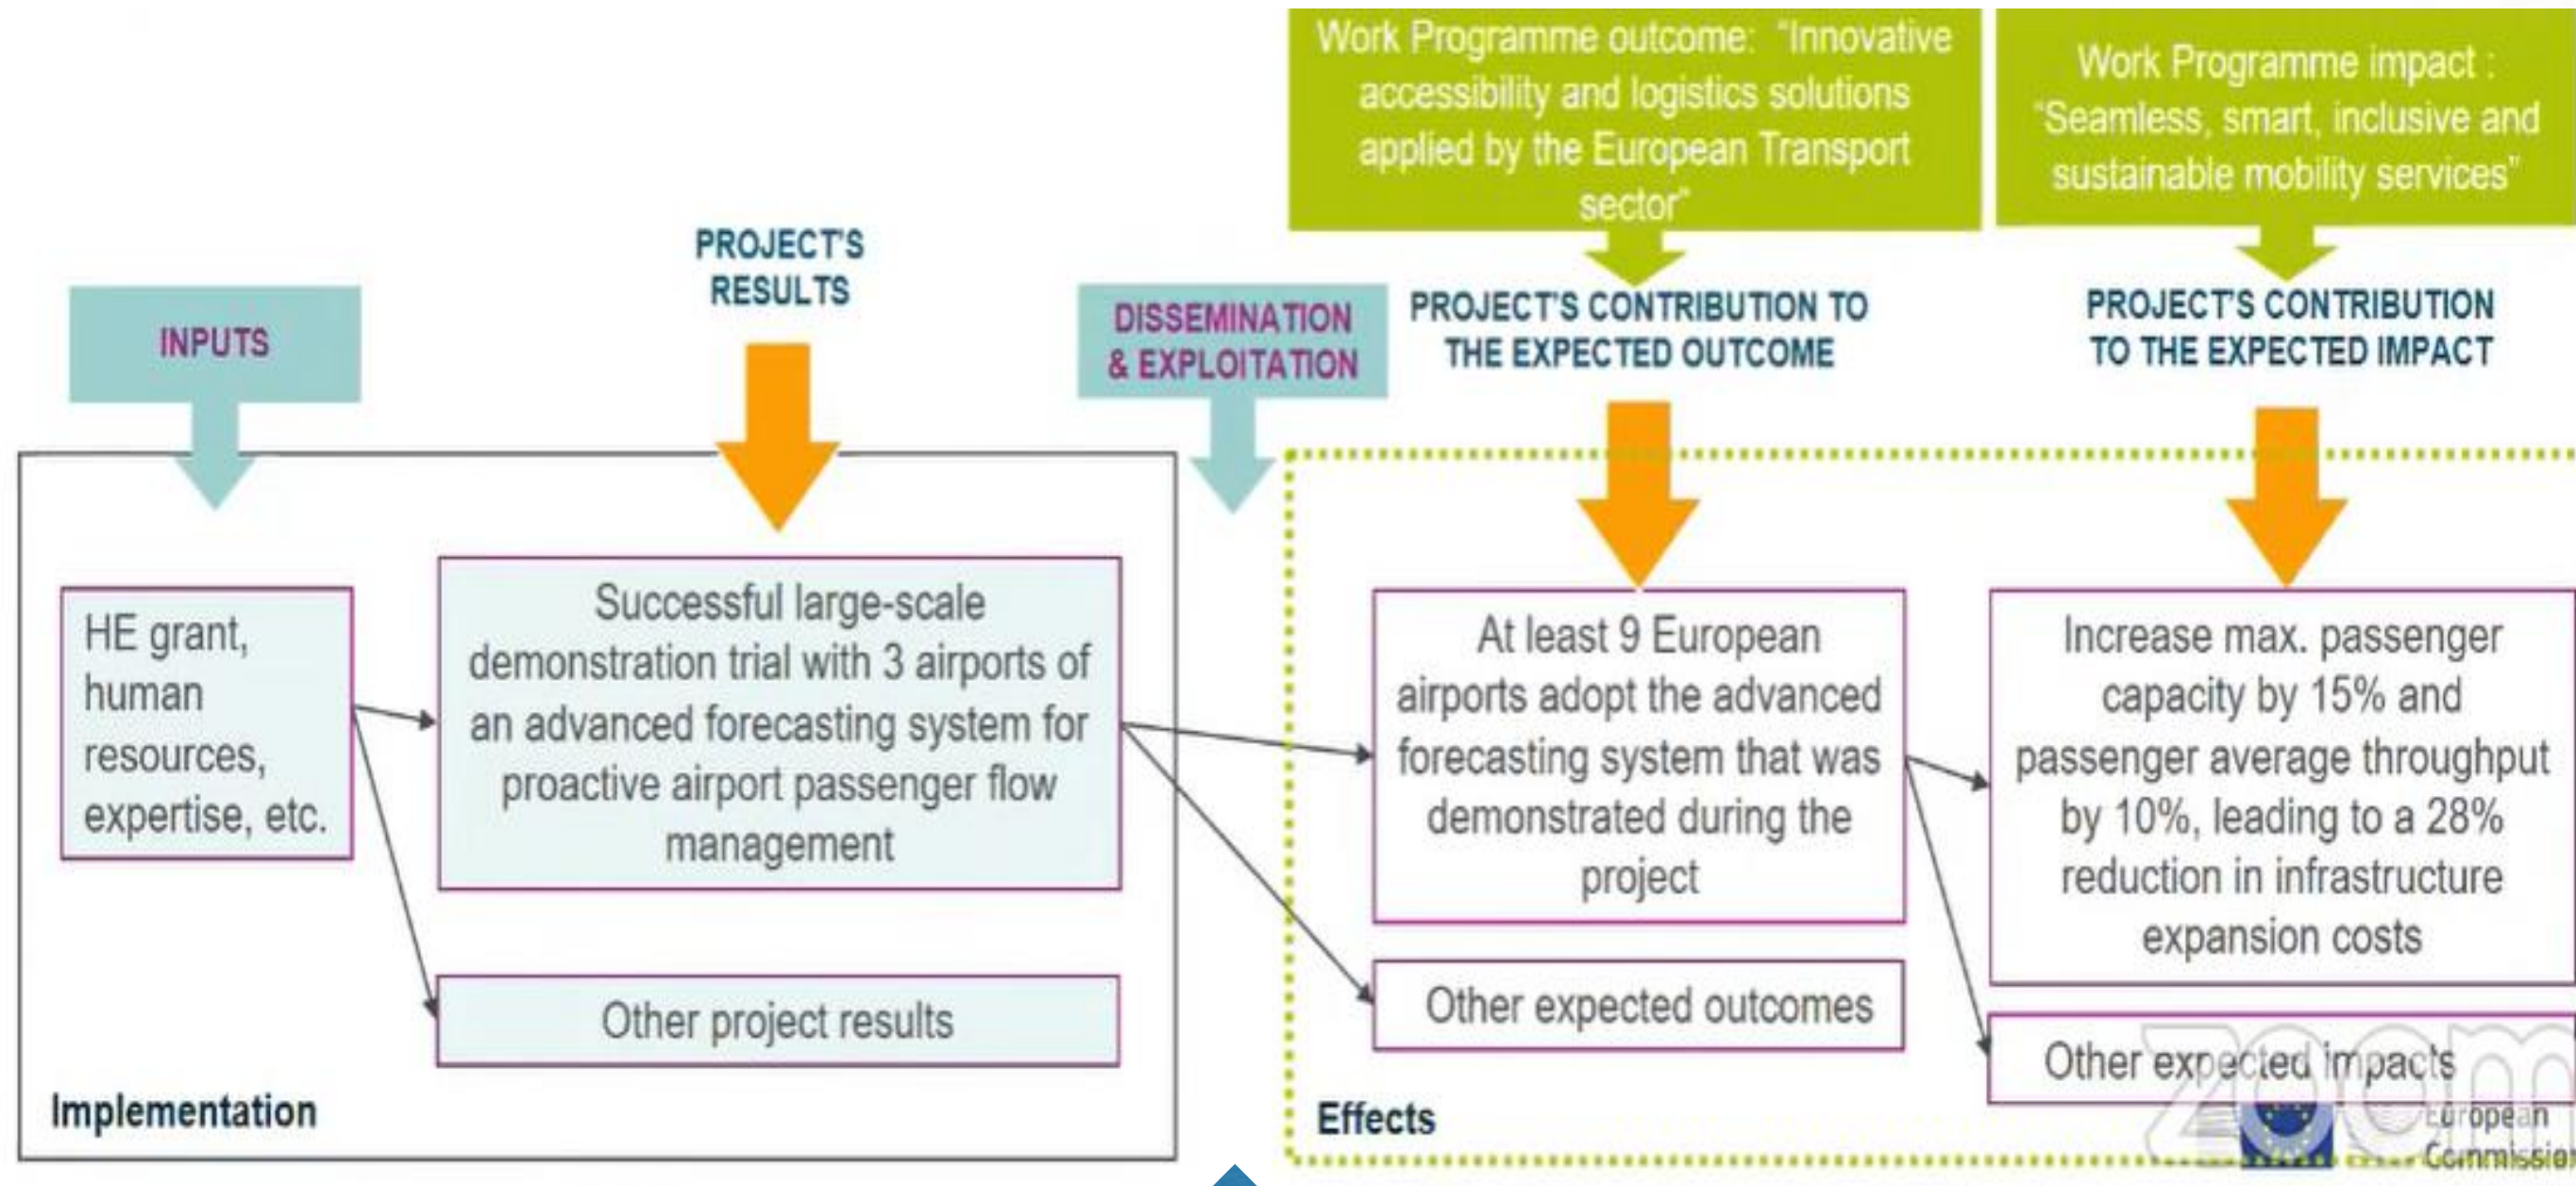 Work Programme outcome: “Innovative
accessibility and logistics solutions
applied by the European Transport
sector”
Work Programme impact :
“Seamless, smart, inclusive and
sustainable mobility services”
INPUTS
PROJECT’S
RESULTS
DISSEMINATION
& EXPLOITATION
PROJECT’S CONTRIBUTION TO
THE EXPECTED OUTCOME
PROJECT’S CONTRIBUTION
TO THE EXPECTED IMPACT
HE grant,
human
resources,
expertise, etc.
Successful large-scale
demonstration trial with 3 airports of
an advanced forecasting system for
proactive airport passenger flow
management
Other project results
Implementation
At least 9 European
airports adopt the advanced
forecasting system that was
demonstrated during the
project
Other expected outcomes
Increase max. passenger
capacity by 15% and
passenger average throughput
by 10%, leading to a 28%
reduction in infrastructure
expansion costs
Other expected impacts
Effects
zoom
European
Commission